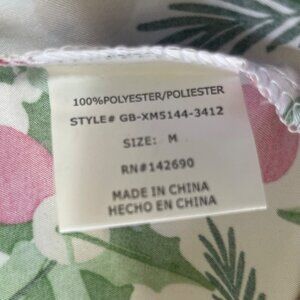 100%POLYESTER/POLIESTER
STYLE# GB-XM5144-3412
SIZE: M
RN#142690
MADE IN CHINA
HECHO EN CHINA